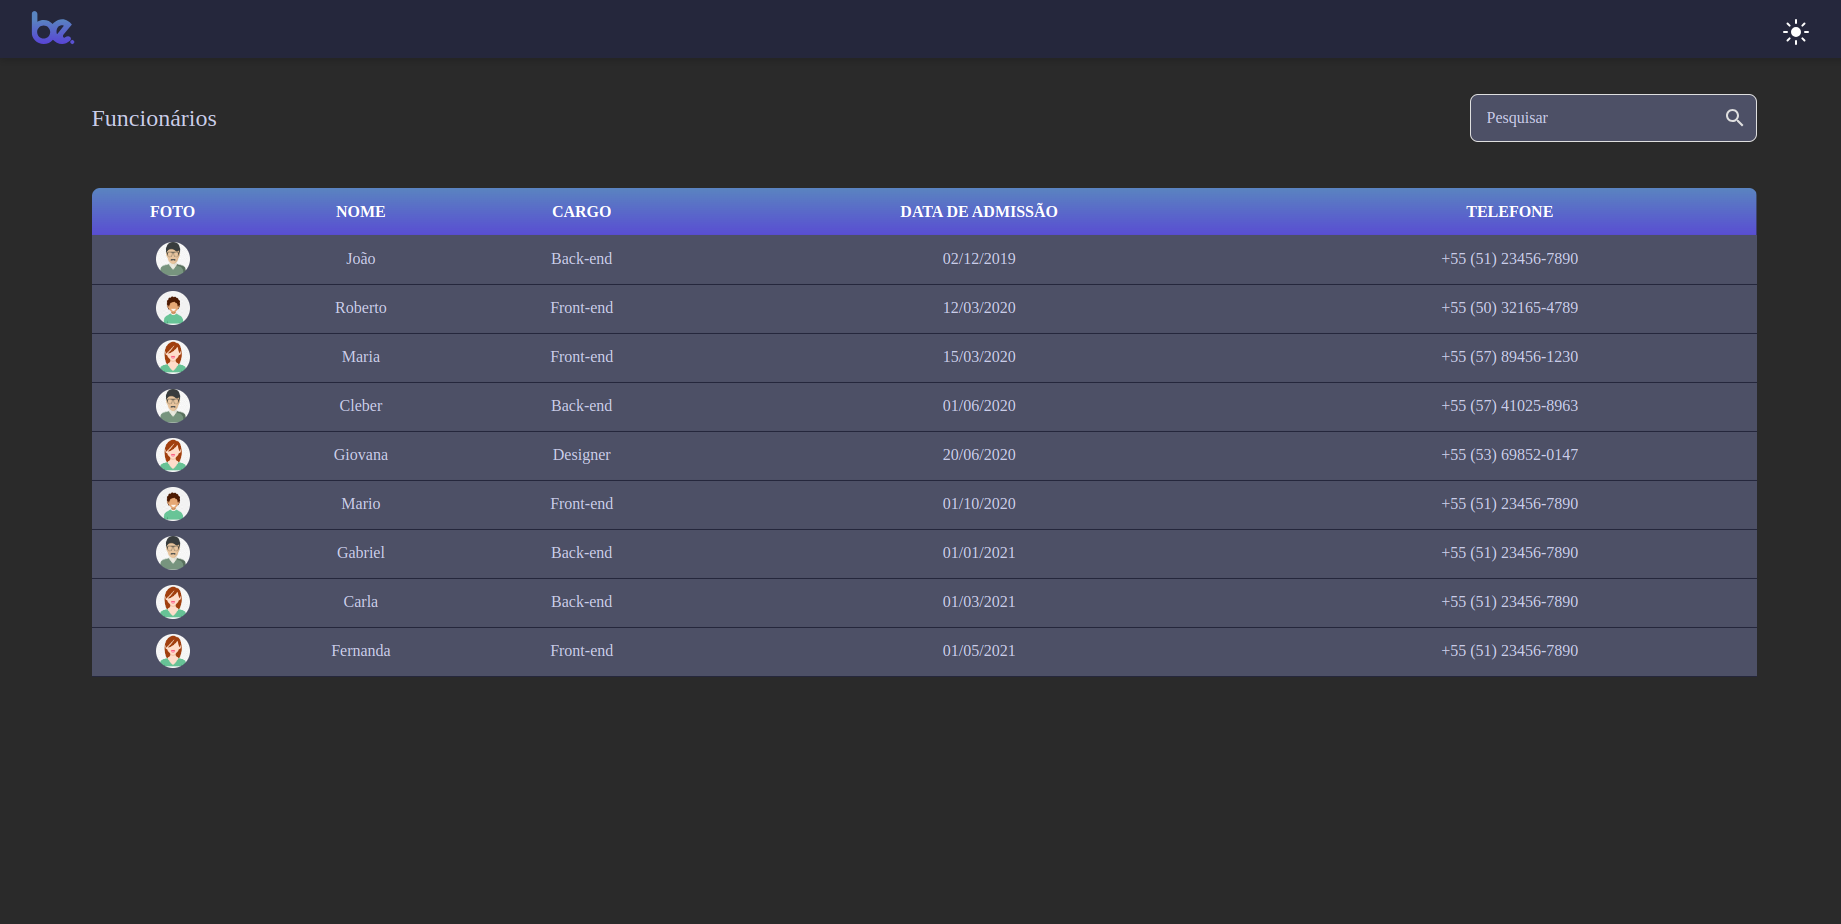 be.
Funcionários
Pesquisar
FOTO NOME CARGO DATA DE ADMISSÃO TELEFONE
João Back-end 02/12/2019 +55 (51) 23456-7890
Roberto Front-end 12/03/2020 +55 (50) 32165-4789
Maria Front-end 15/03/2020 +55 (57) 89456-1230
Cleber Back-end 01/06/2020 +55 (57) 41025-8963
Giovana Designer 20/06/2020 +55 (53) 69852-0147
Mario Front-end 01/10/2020 +55 (51) 23456-7890
Gabriel Back-end 01/01/2021 +55 (51) 23456-7890
Carla Back-end 01/03/2021 +55 (51) 23456-7890
Fernanda Front-end 01/05/2021 +55 (51) 23456-7890